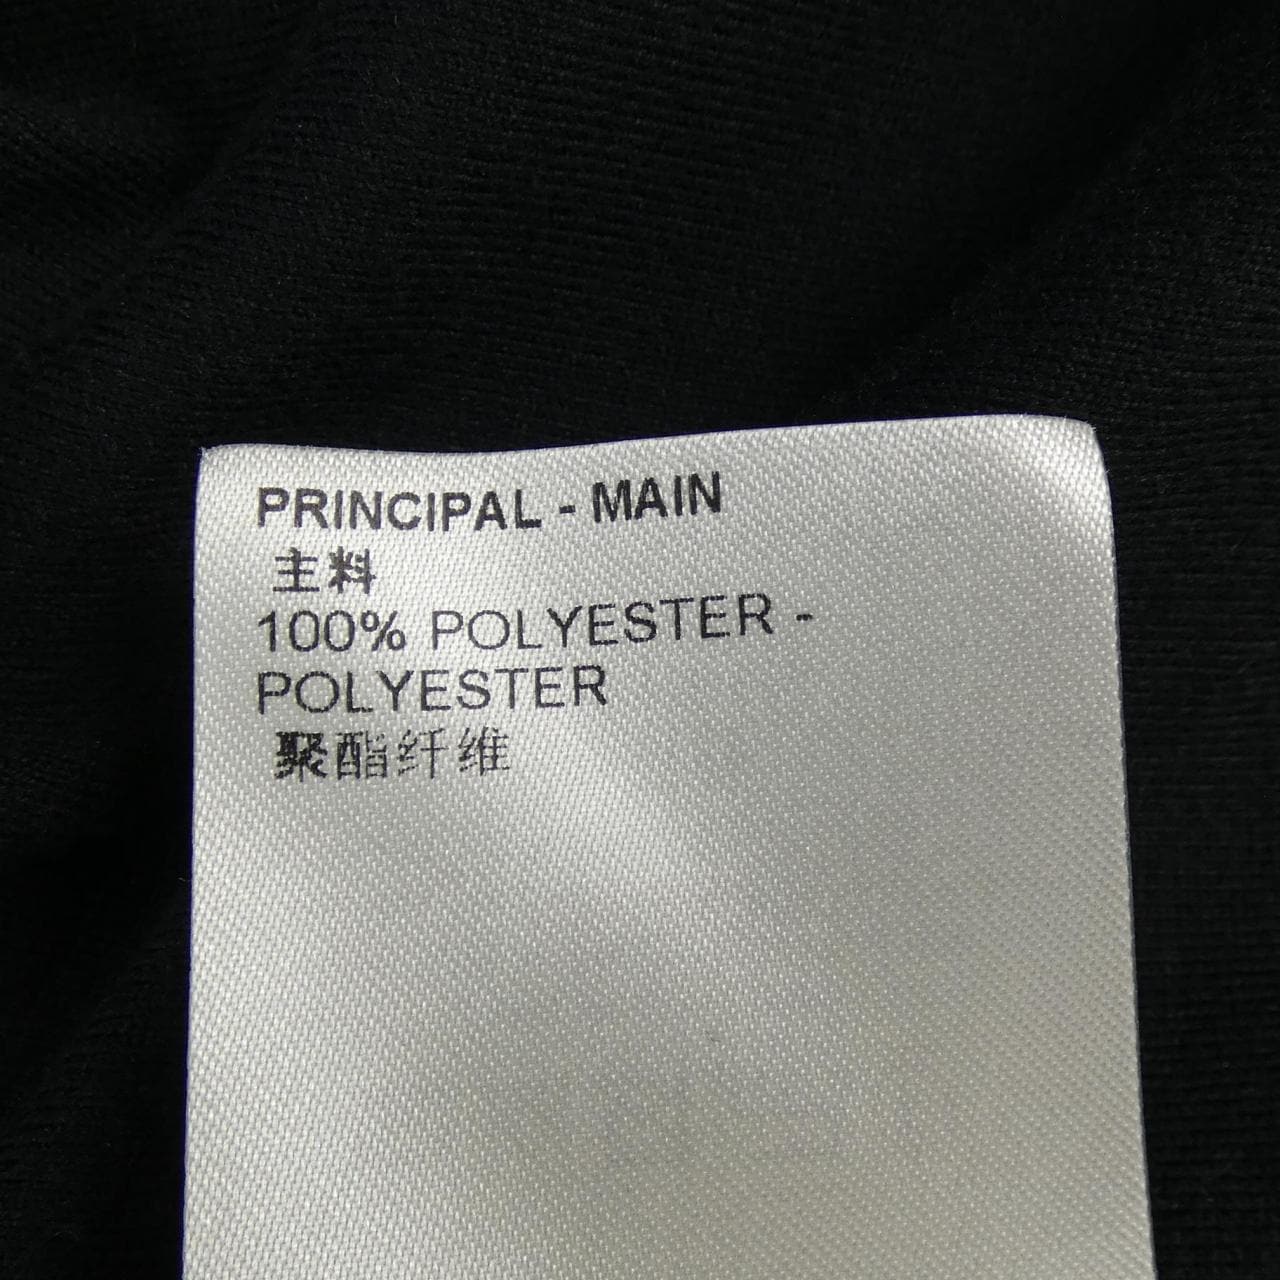 PRINCIPAL - MAIN
主料
100% POLYESTER -
POLYESTER
聚酯纤维